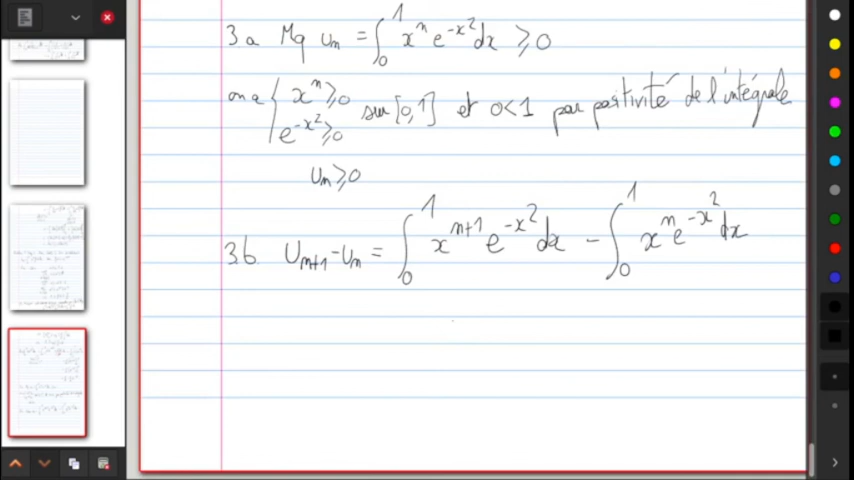 3.a Mq uₙ = ∫₀¹ xⁿ e^(-x²) dx ⩾ 0
on a { xⁿ ⩾ 0 sur [0,1] et 0<1 par positivité de l'intégrale
e^(-x²) ⩾ 0
uₙ ⩾ 0
3.b Uₙ₊₁ - uₙ = ∫₀¹ xⁿ⁺¹ e^(-x²) dx - ∫₀¹ xⁿ e^(-x²) dx